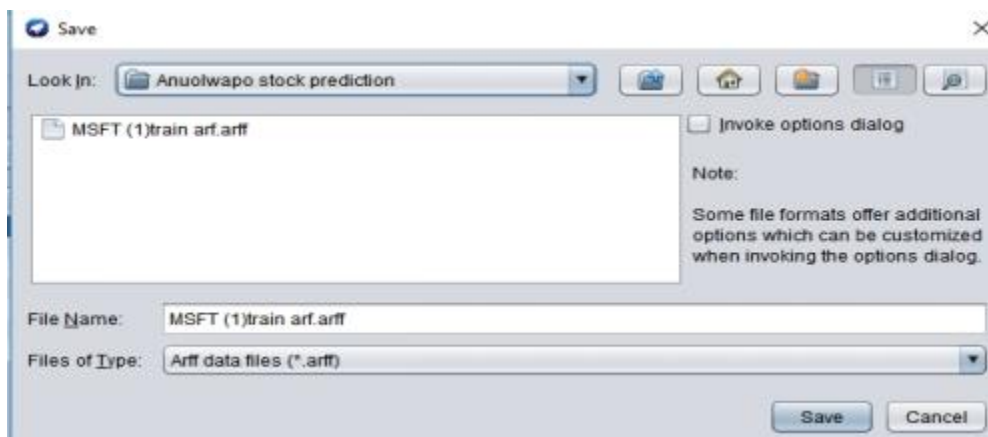 Save
Look In: Anuolwapo stock prediction
MSFT (1)train arf.arff
Invoke options dialog
Note:
Some file formats offer additional
options which can be customized
when invoking the options dialog.
File Name: MSFT (1)train arf.arff
Files of Type: Arff data files (*.arff)
Save Cancel